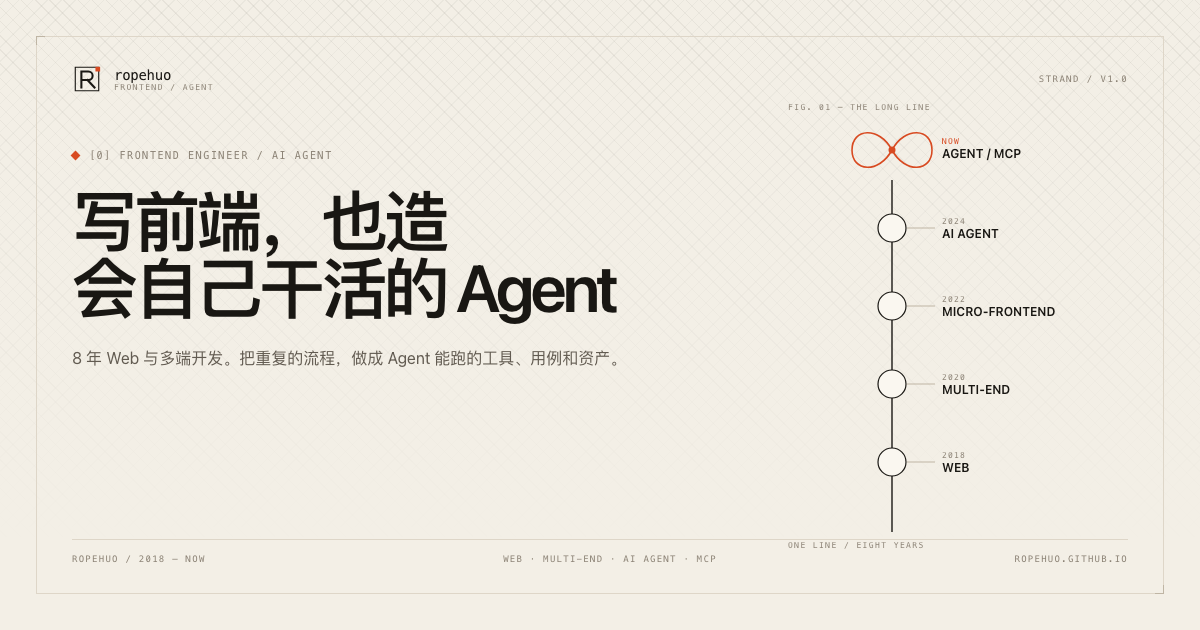 R
ropehuo
FRONTEND / AGENT
STRAND / V1.0
[0] FRONTEND ENGINEER / AI AGENT
写前端，也造
会自己干活的 Agent
8 年 Web 与多端开发。把重复的流程，做成 Agent 能跑的工具、用例和资产。
FIG. 01 — THE LONG LINE
NOW
AGENT / MCP
2024
AI AGENT
2022
MICRO-FRONTEND
2020
MULTI-END
2018
WEB
ONE LINE / EIGHT YEARS
ROPEHUO / 2018 — NOW
WEB · MULTI-END · AI AGENT · MCP
ROPEHUO.GITHUB.IO